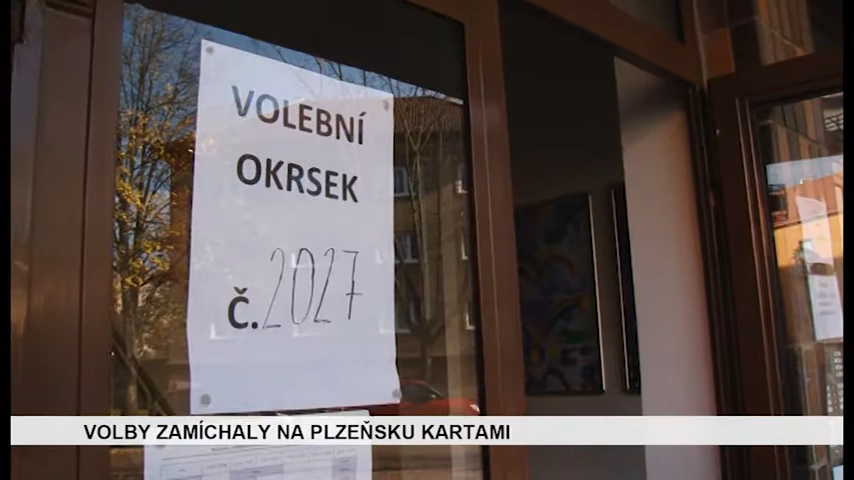 VOLEBNÍ
OKRSEK
Č. 2027
VOLBY ZAMÍCHALY NA PLZEŇSKU KARTAMI